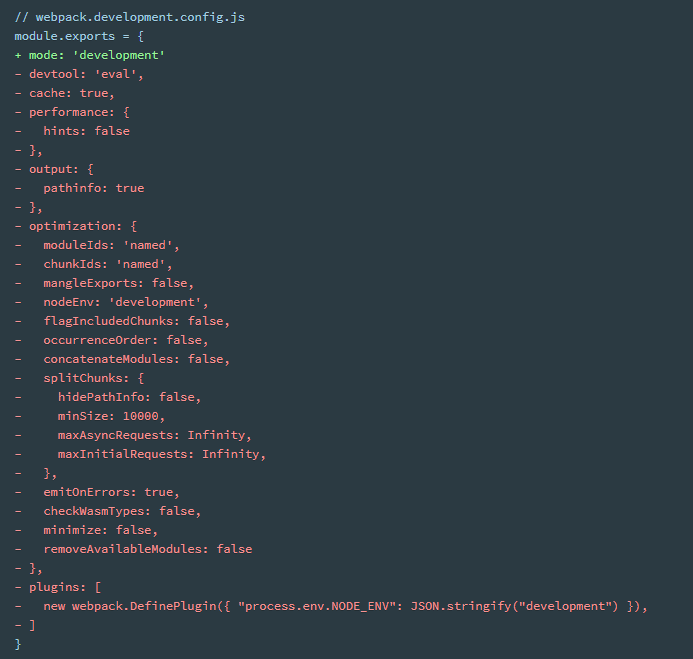 // webpack.development.config.js
module.exports = {
+ mode: 'development'
- devtool: 'eval',
- cache: true,
- performance: {
-   hints: false
- },
- output: {
-   pathinfo: true
- },
- optimization: {
-   moduleIds: 'named',
-   chunkIds: 'named',
-   mangleExports: false,
-   nodeEnv: 'development',
-   flagIncludedChunks: false,
-   occurrenceOrder: false,
-   concatenateModules: false,
-   splitChunks: {
-     hidePathInfo: false,
-     minSize: 10000,
-     maxAsyncRequests: Infinity,
-     maxInitialRequests: Infinity,
-   },
-   emitOnErrors: true,
-   checkWasmTypes: false,
-   minimize: false,
-   removeAvailableModules: false
- },
- plugins: [
-   new webpack.DefinePlugin({ "process.env.NODE_ENV": JSON.stringify("development") }),
- ]
}